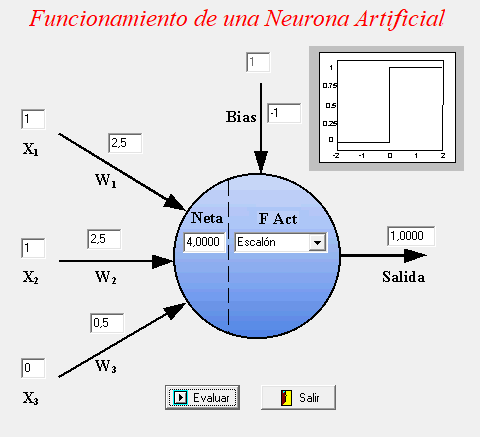 Funcionamiento de una Neurona Artificial
1
Bias
-1
1
0.75
0.5
0.25
0
-2 -1 0 1 2
1
X1
2,5
W1
Neta
F Act
4,0000
Escalón
1,0000
Salida
1
X2
2,5
W2
0,5
W3
0
X3
Evaluar
Salir